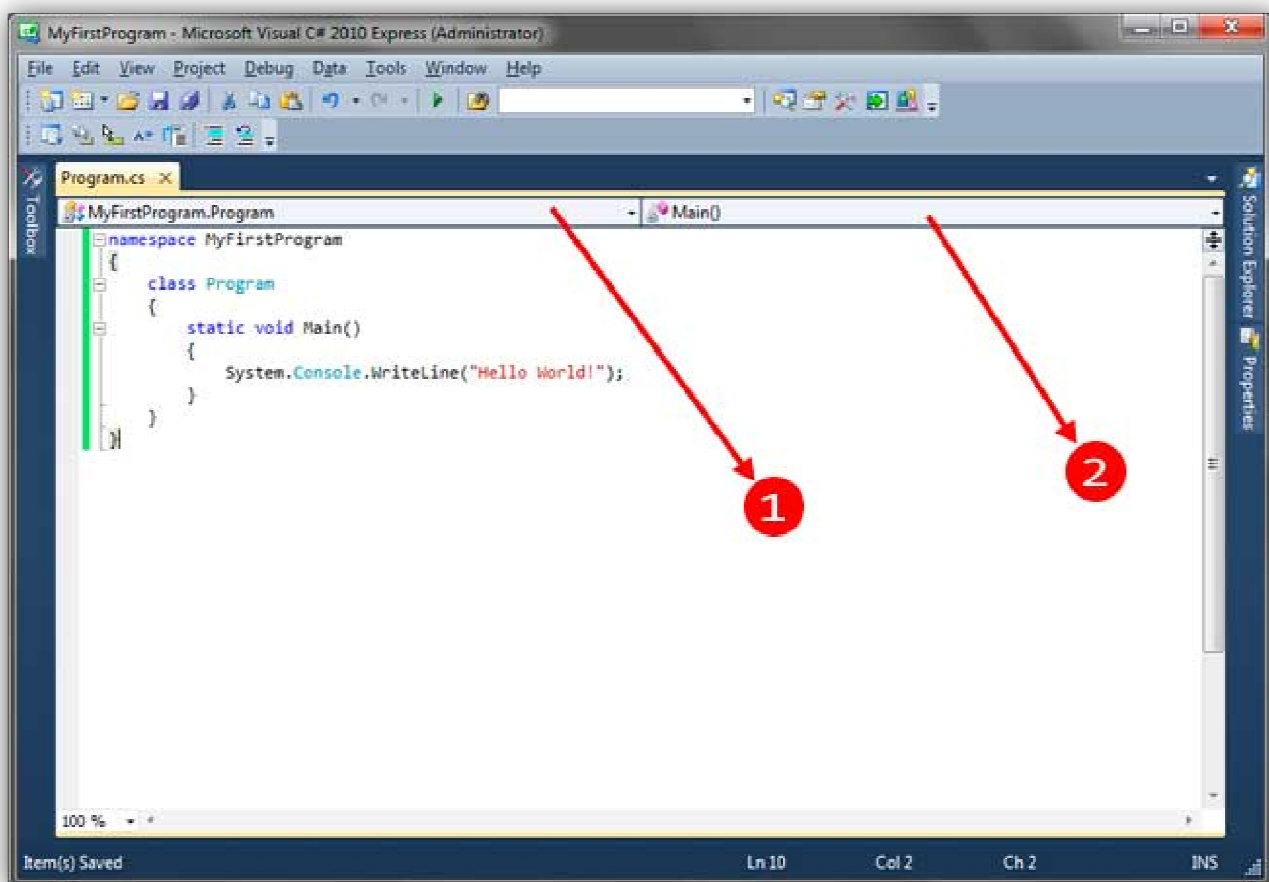 MyFirstProgram - Microsoft Visual C# 2010 Express (Administrator)
File Edit View Project Debug Data Tools Window Help
Program.cs
Toolbox
MyFirstProgram.Program
Main()
namespace MyFirstProgram
{
class Program
{
static void Main()
{
System.Console.WriteLine("Hello World!");
}
}
}
1
2
Solution Explorer
Properties
100 %
Item(s) Saved
Ln 10
Col 2
Ch 2
INS